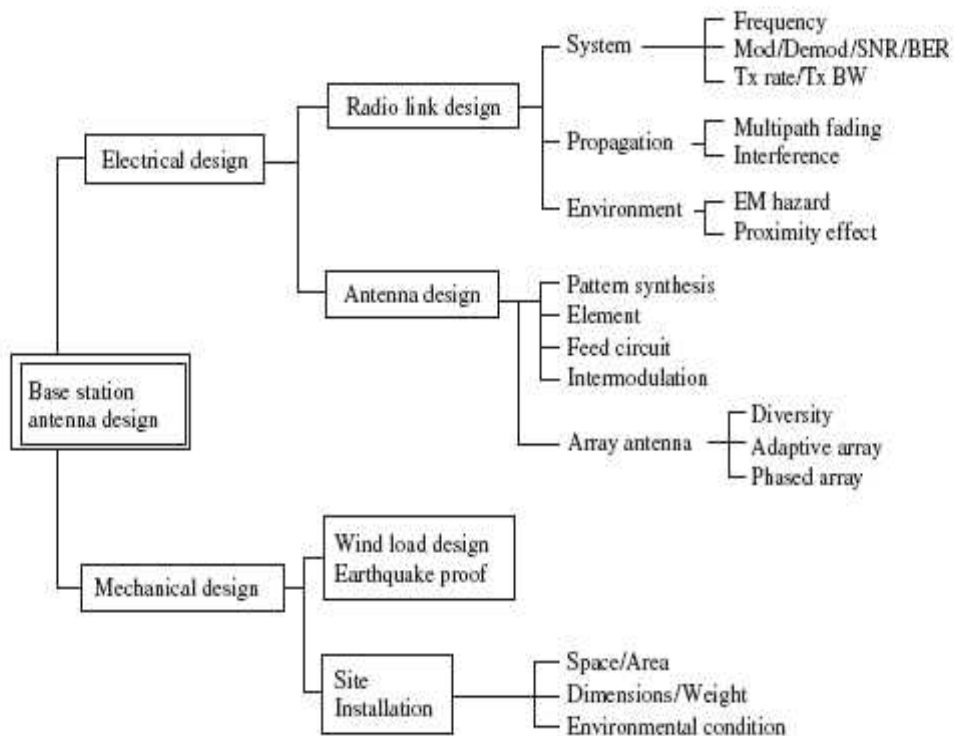 Frequency
System
Mod/Demod/SNR/BER
Tx rate/Tx BW
Radio link design
Multipath fading
Propagation
Interference
Electrical design
EM hazard
Environment
Proximity effect
Antenna design
Pattern synthesis
Element
Feed circuit
Intermodulation
Base station
antenna design
Diversity
Array antenna
Adaptive array
Phased array
Wind load design
Earthquake proof
Mechanical design
Site
Installation
Space/Area
Dimensions/Weight
Environmental condition